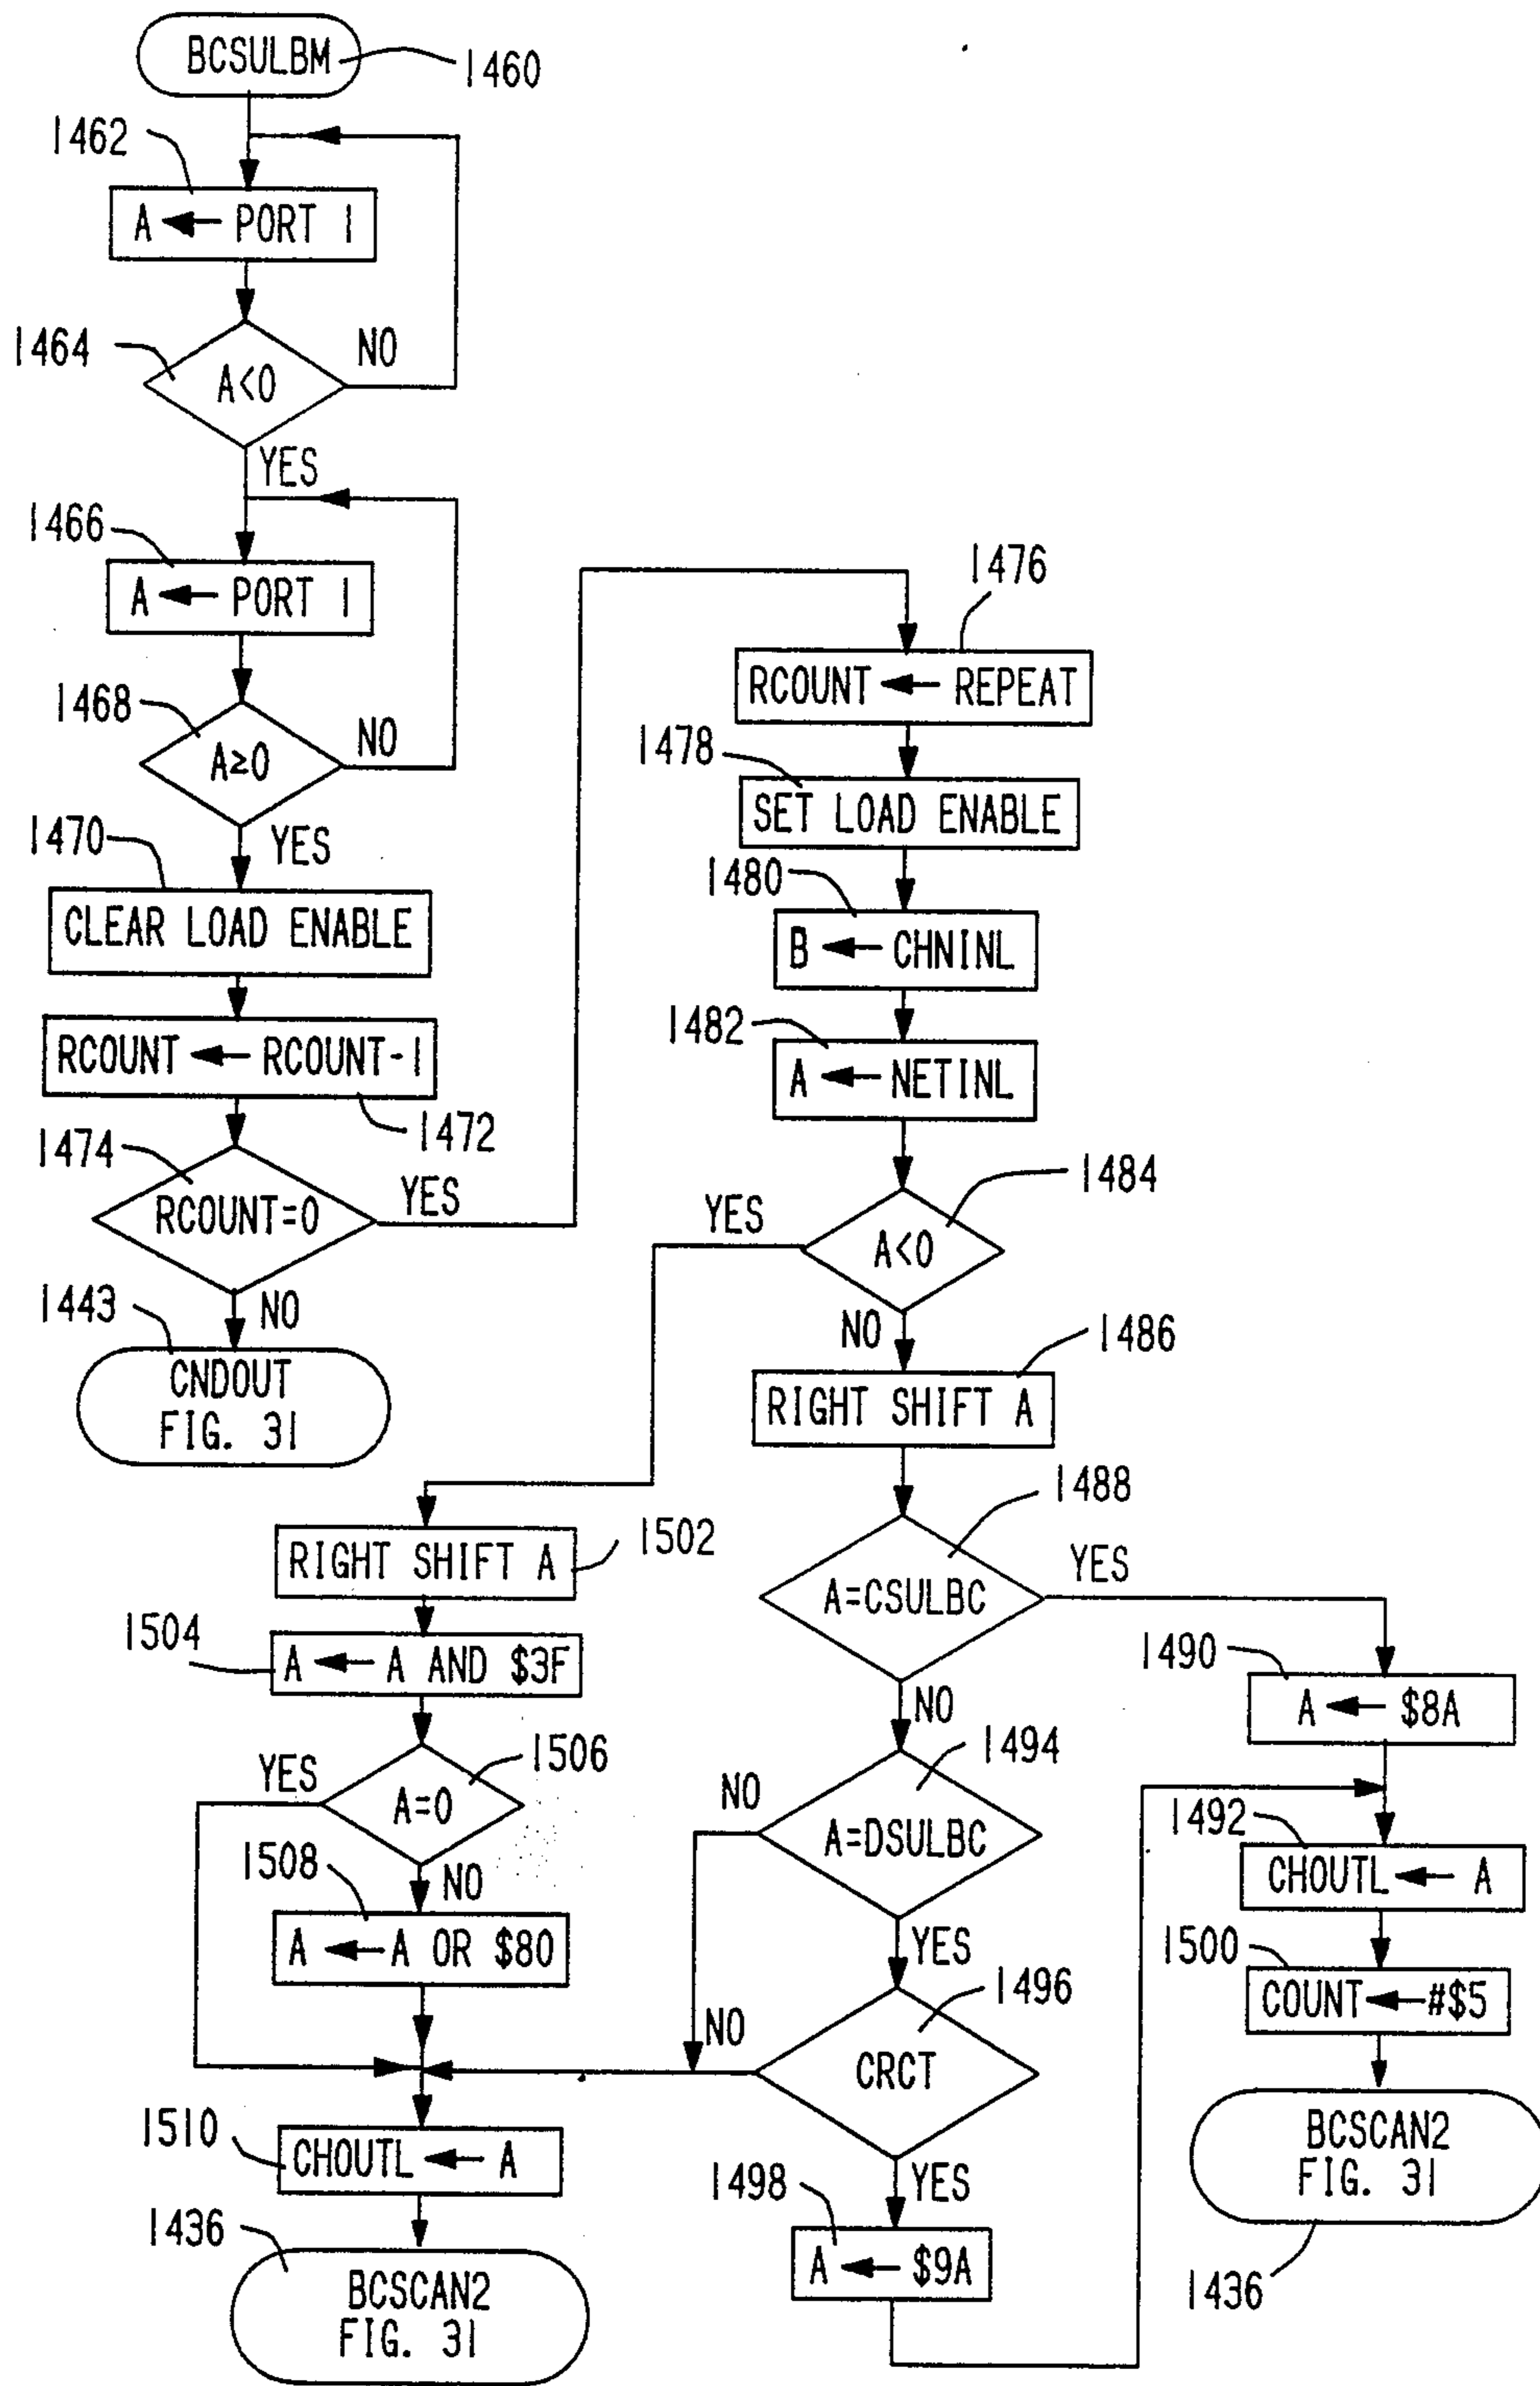 BCSULBM
1460
1462
A ← PORT 1
1464
A<0
NO
YES
1466
A ← PORT 1
1468
A≥0
NO
YES
1470
CLEAR LOAD ENABLE
RCOUNT ← RCOUNT-1
1472
1474
RCOUNT=0
YES
NO
1443
CNDOUT
FIG. 31
1476
RCOUNT ← REPEAT
1478
SET LOAD ENABLE
1480
B ← CHNINL
1482
A ← NETINL
1484
A<0
YES
NO
1486
RIGHT SHIFT A
1488
A=CSULBC
YES
NO
1490
A ← $8A
1492
CHOUTL ← A
1500
COUNT ← #$5
BCSCAN2
FIG. 31
1436
1494
A=DSULBC
NO
YES
1496
CRCT
NO
YES
1498
A ← $9A
1502
RIGHT SHIFT A
1504
A ← A AND $3F
1506
A=0
YES
NO
1508
A ← A OR $80
1510
CHOUTL ← A
1436
BCSCAN2
FIG. 31